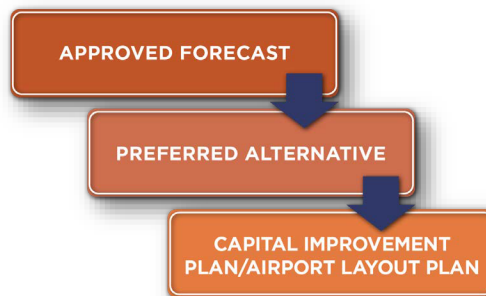 APPROVED FORECAST
PREFERRED ALTERNATIVE
CAPITAL IMPROVEMENT
PLAN/AIRPORT LAYOUT PLAN